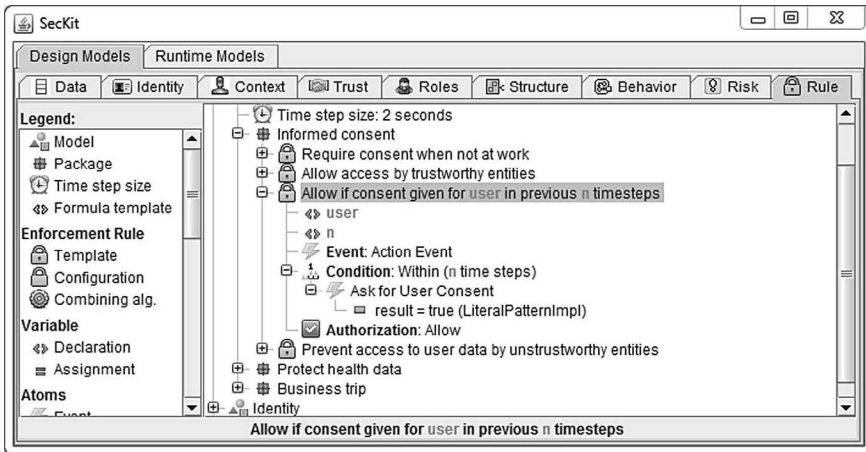 SecKit
Design Models Runtime Models
Data Identity Context Trust Roles Structure Behavior Risk Rule
Legend:
Model
Package
Time step size
Formula template
Enforcement Rule
Template
Configuration
Combining alg.
Variable
Declaration
Assignment
Atoms
Event
Time step size: 2 seconds
Informed consent
Require consent when not at work
Allow access by trustworthy entities
Allow if consent given for user in previous n timesteps
user
n
Event: Action Event
Condition: Within (n time steps)
Ask for User Consent
result = true (LiteralPatternImpl)
Authorization: Allow
Prevent access to user data by unstrustworthy entities
Protect health data
Business trip
Identity
Allow if consent given for user in previous n timesteps